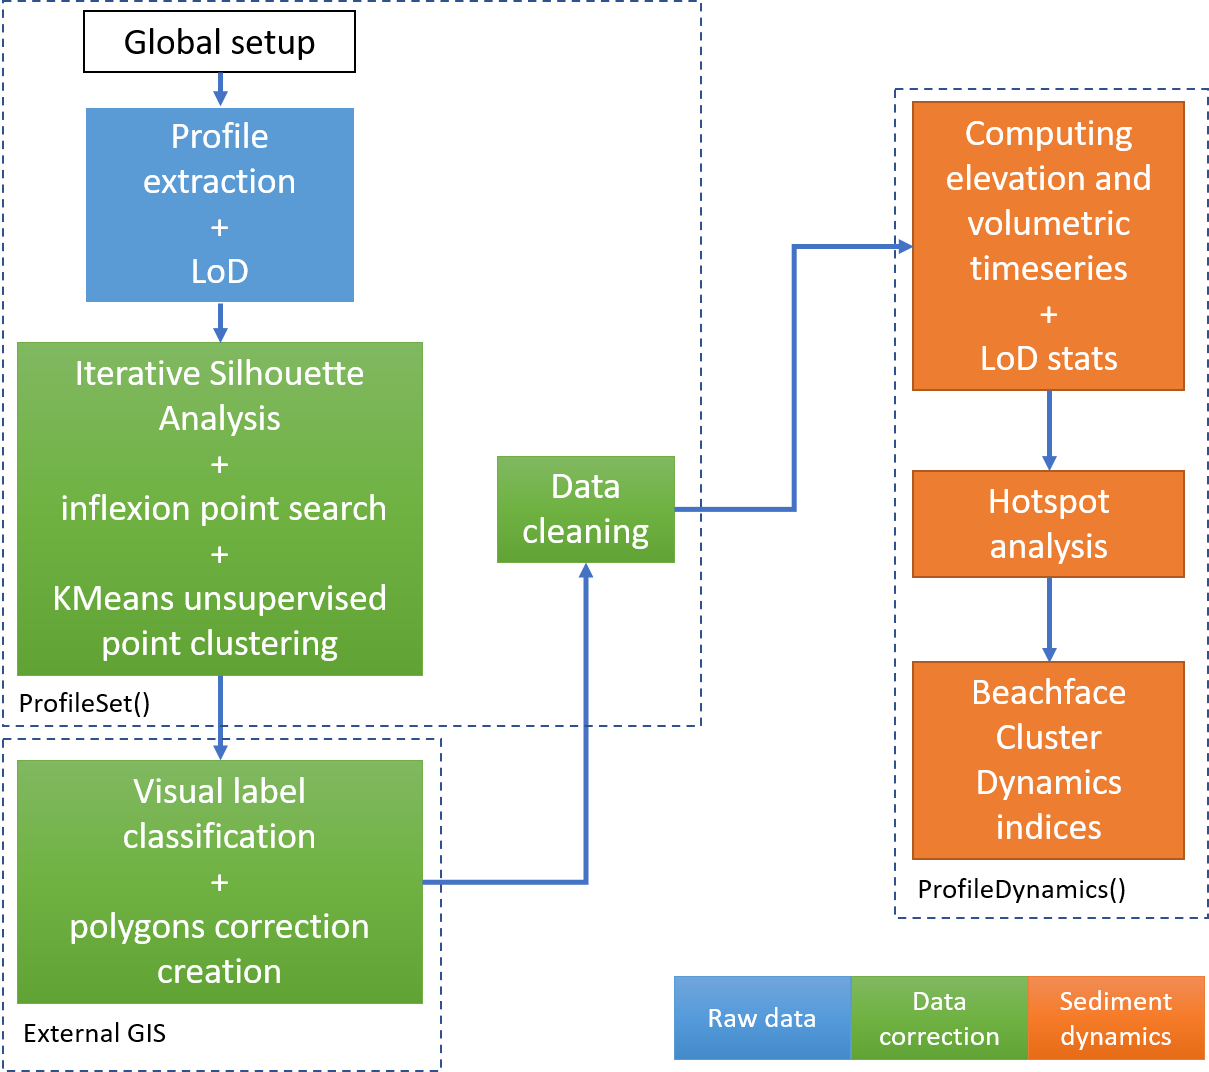 Global setup
Profile
extraction
+
LoD
Iterative Silhouette
Analysis
+
inflexion point search
+
KMeans unsupervised
point clustering
ProfileSet()
Visual label
classification
+
polygons correction
creation
External GIS
Data
cleaning
Computing
elevation and
volumetric
timeseries
+
LoD stats
Hotspot
analysis
Beachface
Cluster
Dynamics
indices
ProfileDynamics()
Raw data
Data
correction
Sediment
dynamics